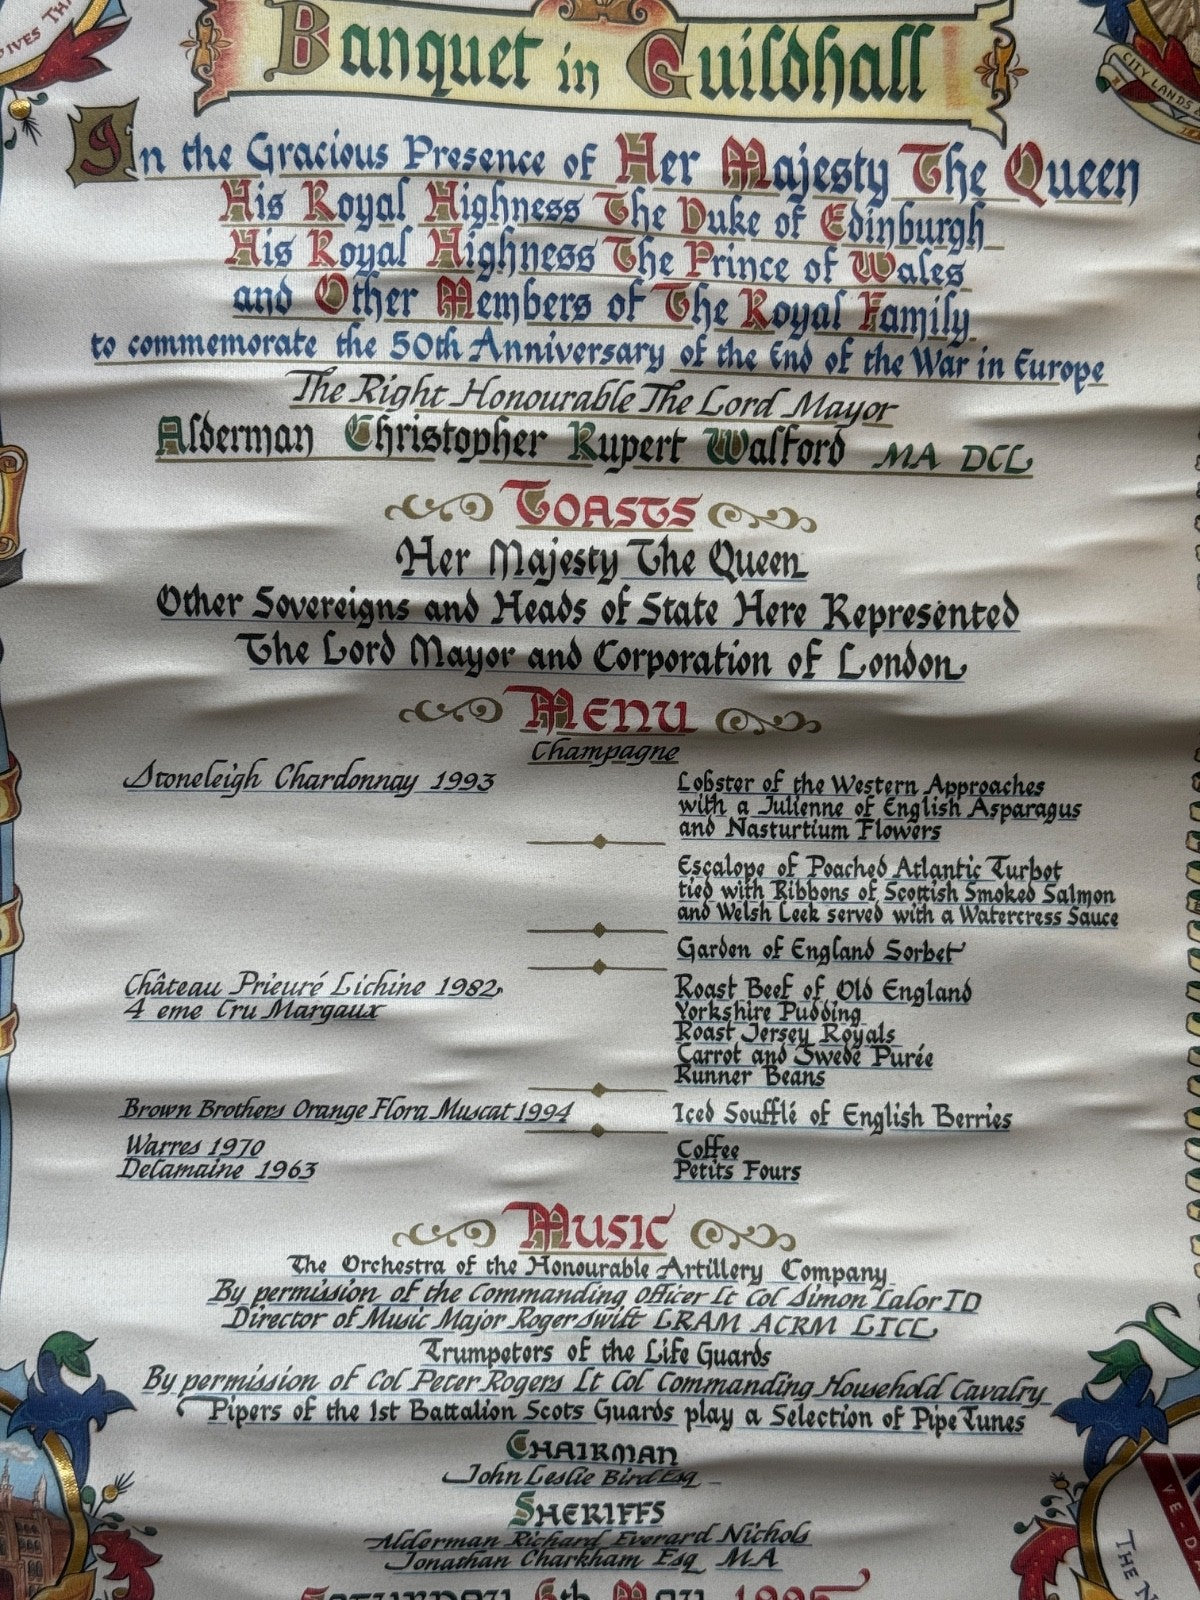 IVES TH
CITY LANDS
Banquet in Guildhall
In the Gracious Presence of Her Majesty The Queen
His Royal Highness The Duke of Edinburgh
His Royal Highness The Prince of Wales
and Other Members of The Royal Family
to commemorate the 50th Anniversary of the End of the War in Europe
The Right Honourable The Lord Mayor
Alderman Christopher Rupert Walford MA DCL
TOASTS
Her Majesty The Queen
Other Sovereigns and Heads of State Here Represented
The Lord Mayor and Corporation of London
MENU
Champagne
Stoneleigh Chardonnay 1993
Lobster of the Western Approaches
with a Julienne of English Asparagus
and Nasturtium Flowers
Escalope of Poached Atlantic Turbot
tied with Ribbons of Scottish Smoked Salmon
and Welsh Leek served with a Watercress Sauce
Garden of England Sorbet
Château Prieuré Lichine 1982
4 eme Cru Margaux
Roast Beef of Old England
Yorkshire Pudding
Roast Jersey Royals
Carrot and Swede Purée
Runner Beans
Brown Brothers Orange Flora Muscat 1994
Iced Soufflé of English Berries
Warres 1970
Delamaine 1963
Coffee
Petits Fours
MUSIC
The Orchestra of the Honourable Artillery Company
By permission of the Commanding Officer Lt Col Simon Lalor TD
Director of Music Major Roger Swift LRAM ACRM LTCL
Trumpeters of the Life Guards
By permission of Col Peter Rogers Lt Col Commanding Household Cavalry
Pipers of the 1st Battalion Scots Guards play a Selection of Pipe Tunes
CHAIRMAN
John Leslie Bird Esq
SHERIFFS
Alderman Richard Everard Nichols
Jonathan Charkham Esq MA
SATURDAY 6th MAY 1995
VE-D
THE N